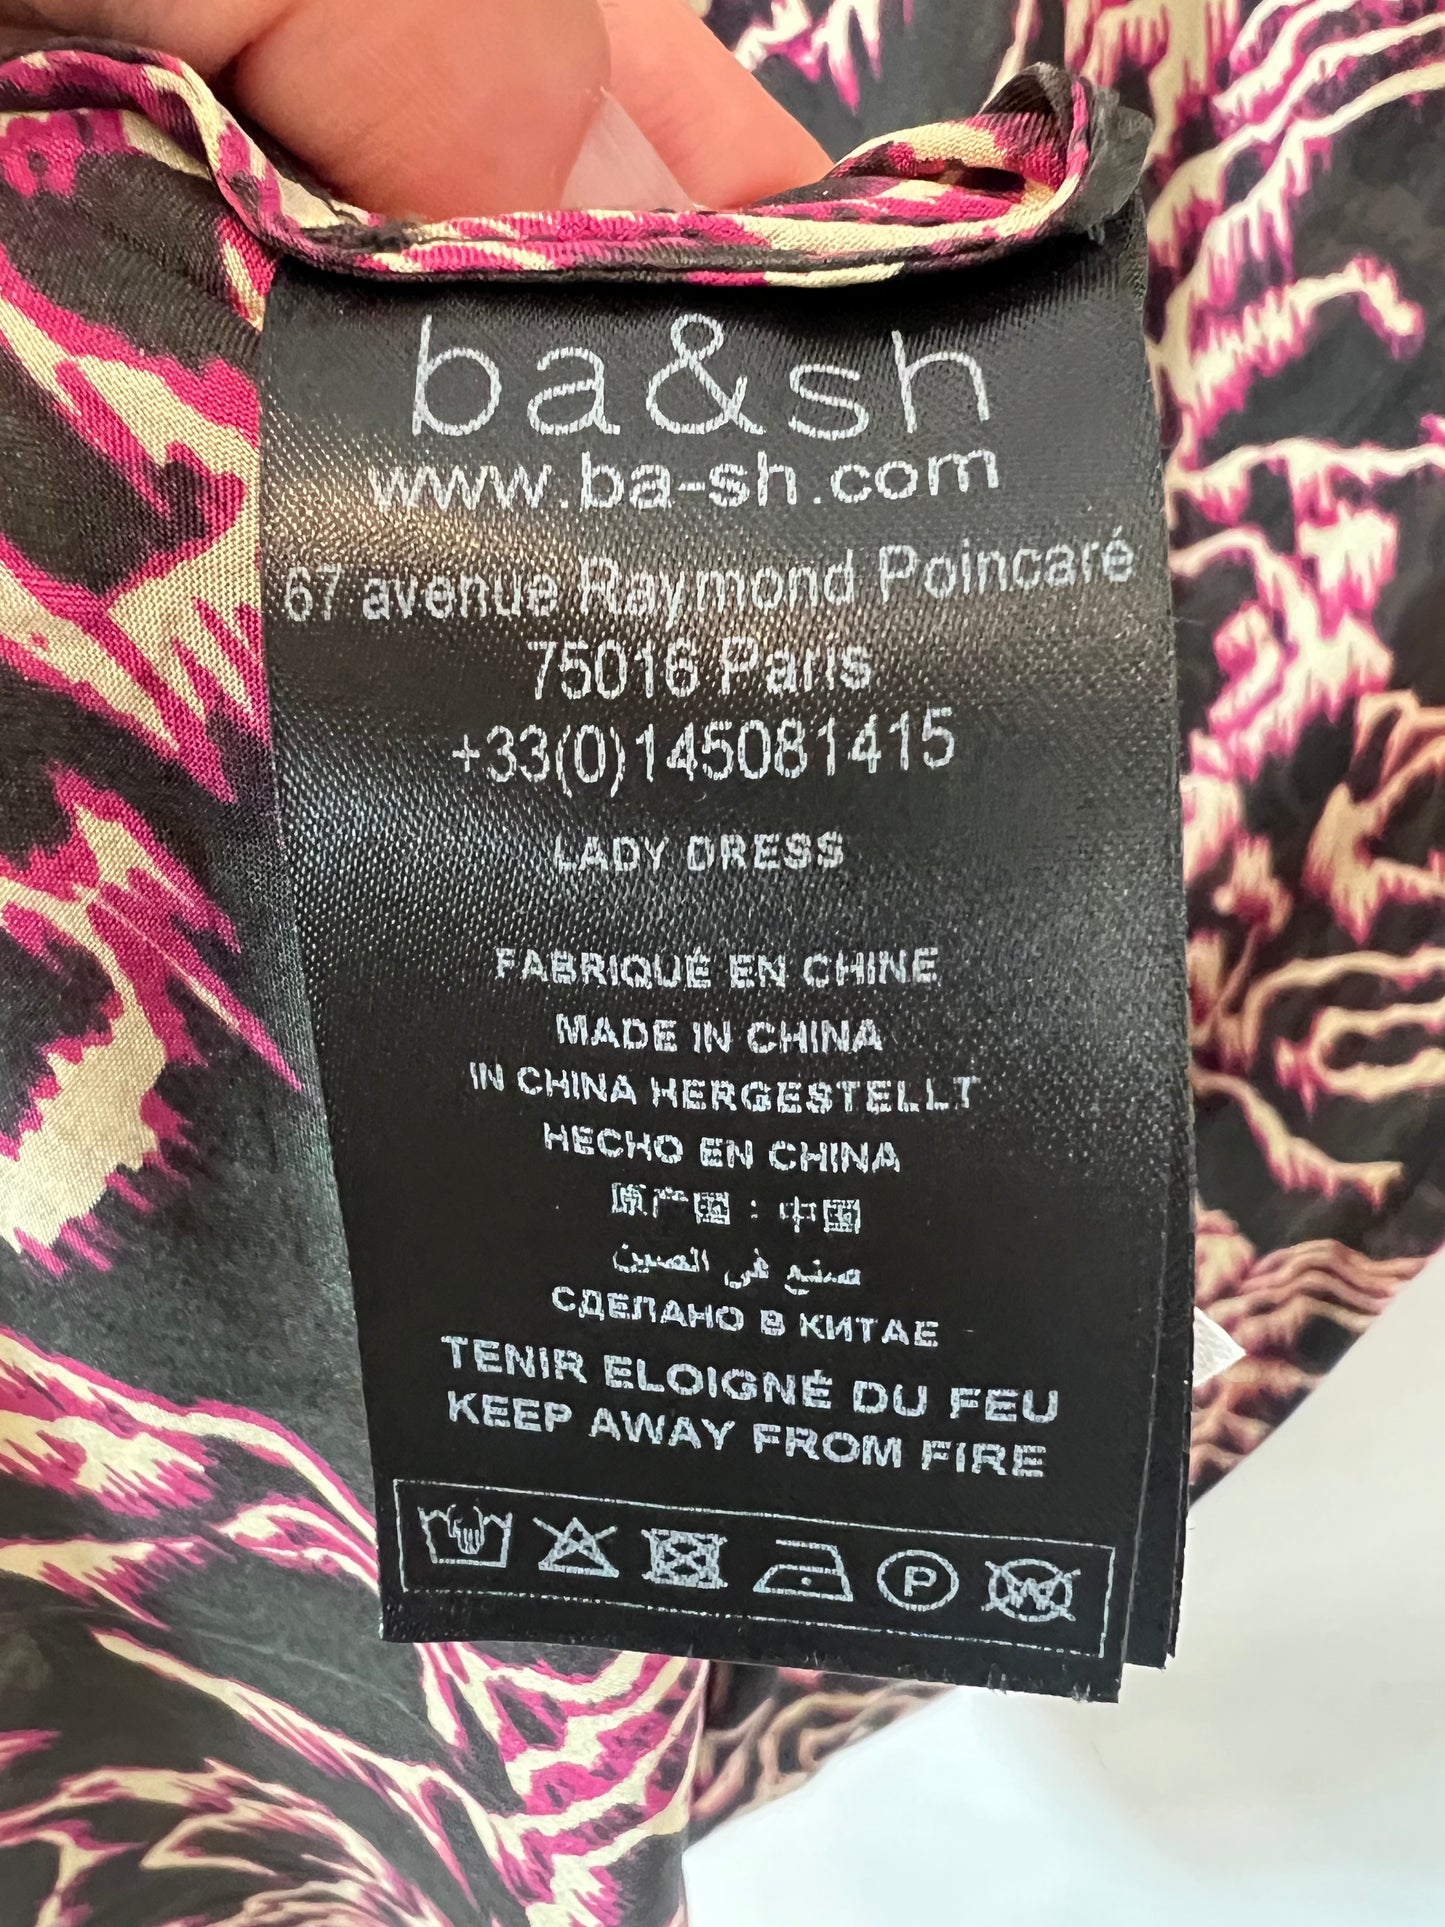 ba&sh
www.ba-sh.com
67 avenue Raymond Poincaré
75016 Paris
+33(0)145081415
LADY DRESS
FABRIQUÉ EN CHINE
MADE IN CHINA
IN CHINA HERGESTELLT
HECHO EN CHINA
原产国：中国
صنع في الصين
СДЕЛАНО В КИТАЕ
TENIR ELOIGNÉ DU FEU
KEEP AWAY FROM FIRE
P W